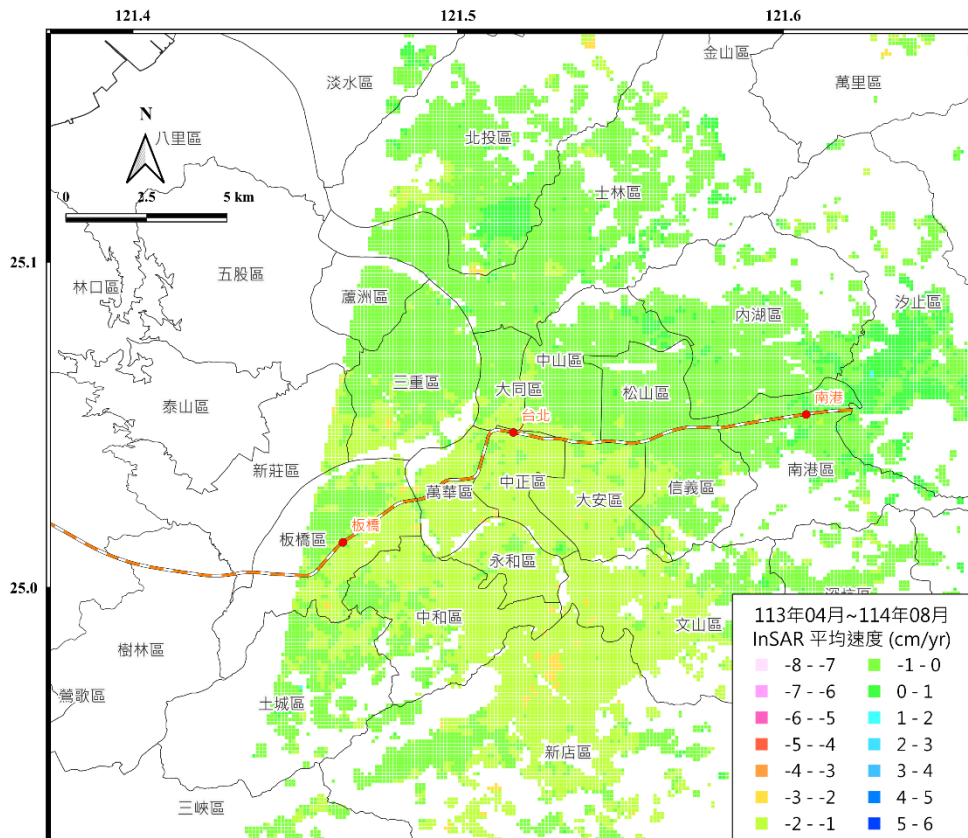 121.4
121.5
121.6
淡水區
金山區
萬里區
N
八里區
北投區
0
2.5
5 km
士林區
25.1
林口區
五股區
蘆洲區
內湖區
汐止區
中山區
三重區
大同區
松山區
泰山區
台北
南港
新莊區
萬華區
中正區
大安區
信義區
南港區
板橋
板橋區
永和區
25.0
深坑區
中和區
文山區
樹林區
鶯歌區
土城區
新店區
三峽區
113年04月~114年08月
InSAR 平均速度 (cm/yr)
-8 - -7
-1 - 0
-7 - -6
0 - 1
-6 - -5
1 - 2
-5 - -4
2 - 3
-4 - -3
3 - 4
-3 - -2
4 - 5
-2 - -1
5 - 6